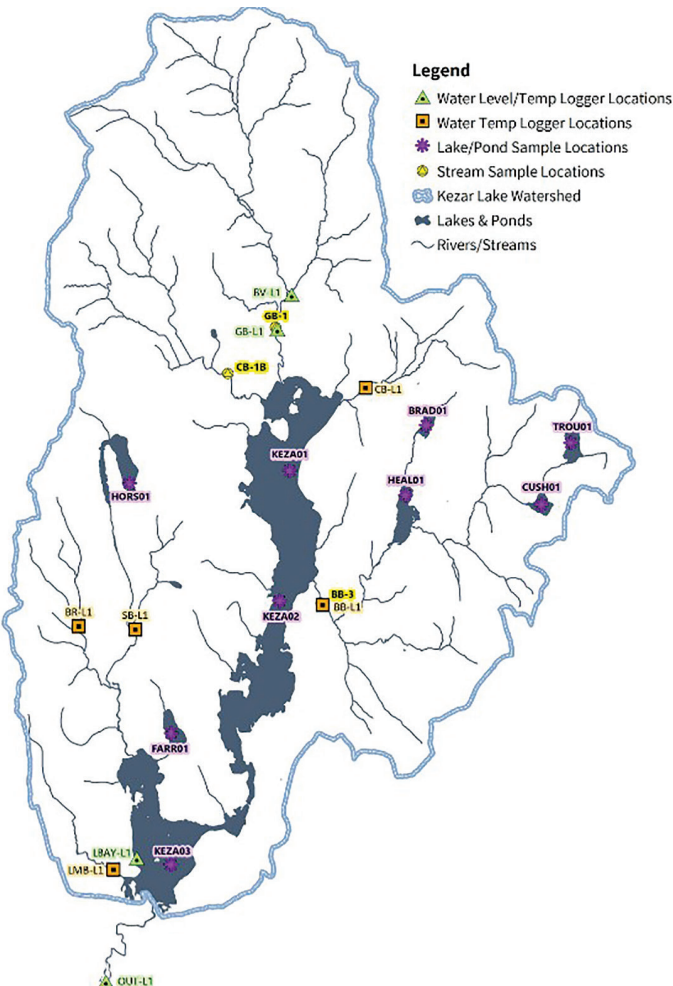 Legend
Water Level/Temp Logger Locations
Water Temp Logger Locations
Lake/Pond Sample Locations
Stream Sample Locations
Kezar Lake Watershed
Lakes & Ponds
Rivers/Streams
BV-L1
GB-1
GB-L1
CB-1B
CB-L1
BRAD01
TROU01
KEZA01
HEAL01
CUSH01
HORS01
BB-3
BB-L1
KEZA02
BR-L1
SB-L1
FARR01
LBAY-L1
KEZA03
LMB-L1
OUT-L1